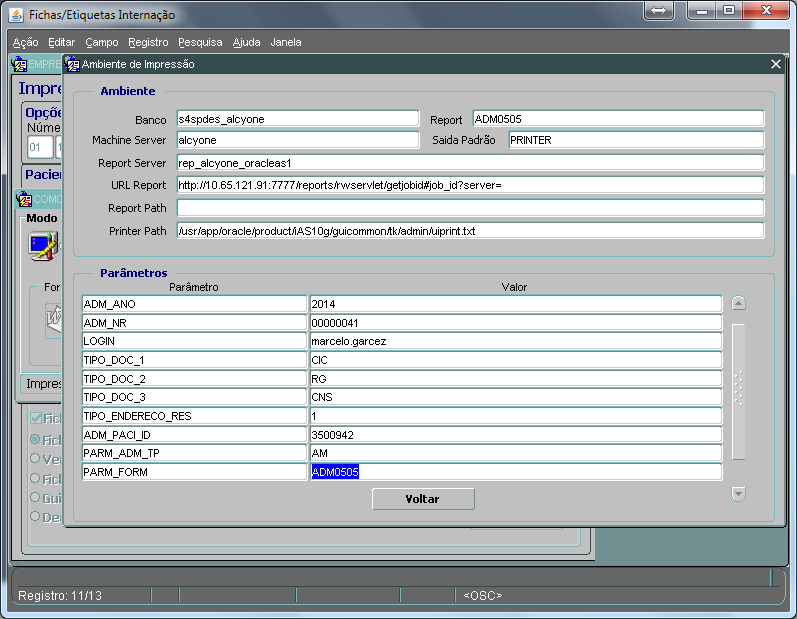 Fichas/Etiquetas Internação
Ação Editar Campo Registro Pesquisa Ajuda Janela
EMPRE
Ambiente de Impressão
Impre
Opçõe
Núme
01
Pacien
COMO
Modo
For
Impres
Fich
Fich
Ve
Fich
Gui
De
Ambiente
Banco s4spdes_alcyone Report ADM0505
Machine Server alcyone Saida Padrão PRINTER
Report Server rep_alcyone_oracleas1
URL Report http://10.65.121.91:7777/reports/rwservlet/getjobid#job_id?server=
Report Path
Printer Path /usr/app/oracle/product/iAS10g/guicommon/tk/admin/uiprint.txt
Parâmetros
Parâmetro Valor
ADM_ANO 2014
ADM_NR 00000041
LOGIN marcelo.garcez
TIPO_DOC_1 CIC
TIPO_DOC_2 RG
TIPO_DOC_3 CNS
TIPO_ENDERECO_RES 1
ADM_PACI_ID 3500942
PARM_ADM_TP AM
PARM_FORM ADM0505
Voltar
Registro: 11/13 <OSC>